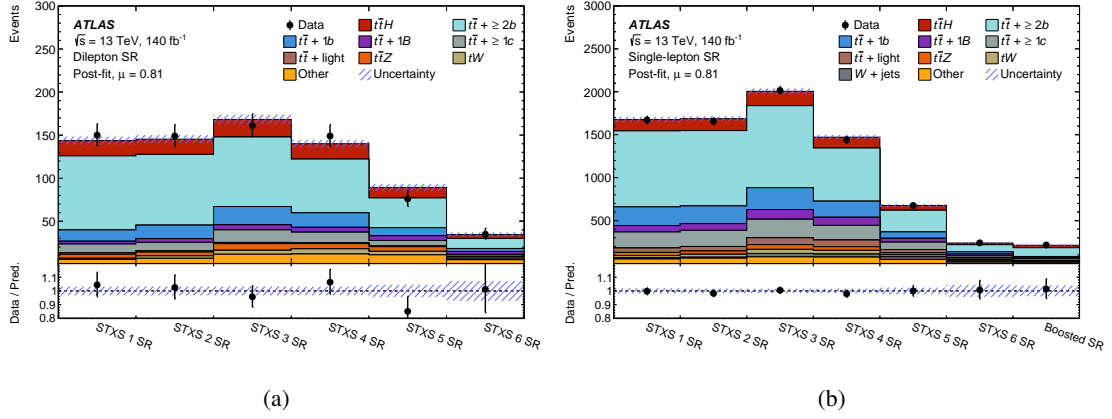 Events
300
250
200
150
100
50
ATLAS
√s = 13 TeV, 140 fb⁻¹
Dilepton SR
Post-fit, μ = 0.81
Data
tt̄H
tt̄ + ≥ 2b
tt̄ + 1b
tt̄ + 1B
tt̄ + ≥ 1c
tt̄ + light
tt̄Z
tW
Other
Uncertainty
Data / Pred.
1.1
1
0.9
0.8
STXS 1 SR
STXS 2 SR
STXS 3 SR
STXS 4 SR
STXS 5 SR
STXS 6 SR
(a)
Events
3000
2500
2000
1500
1000
500
ATLAS
√s = 13 TeV, 140 fb⁻¹
Single-lepton SR
Post-fit, μ = 0.81
Data
tt̄H
tt̄ + ≥ 2b
tt̄ + 1b
tt̄ + 1B
tt̄ + ≥ 1c
tt̄ + light
tt̄Z
tW
W + jets
Other
Uncertainty
Data / Pred.
1.1
1
0.9
0.8
STXS 1 SR
STXS 2 SR
STXS 3 SR
STXS 4 SR
STXS 5 SR
STXS 6 SR
Boosted SR
(b)